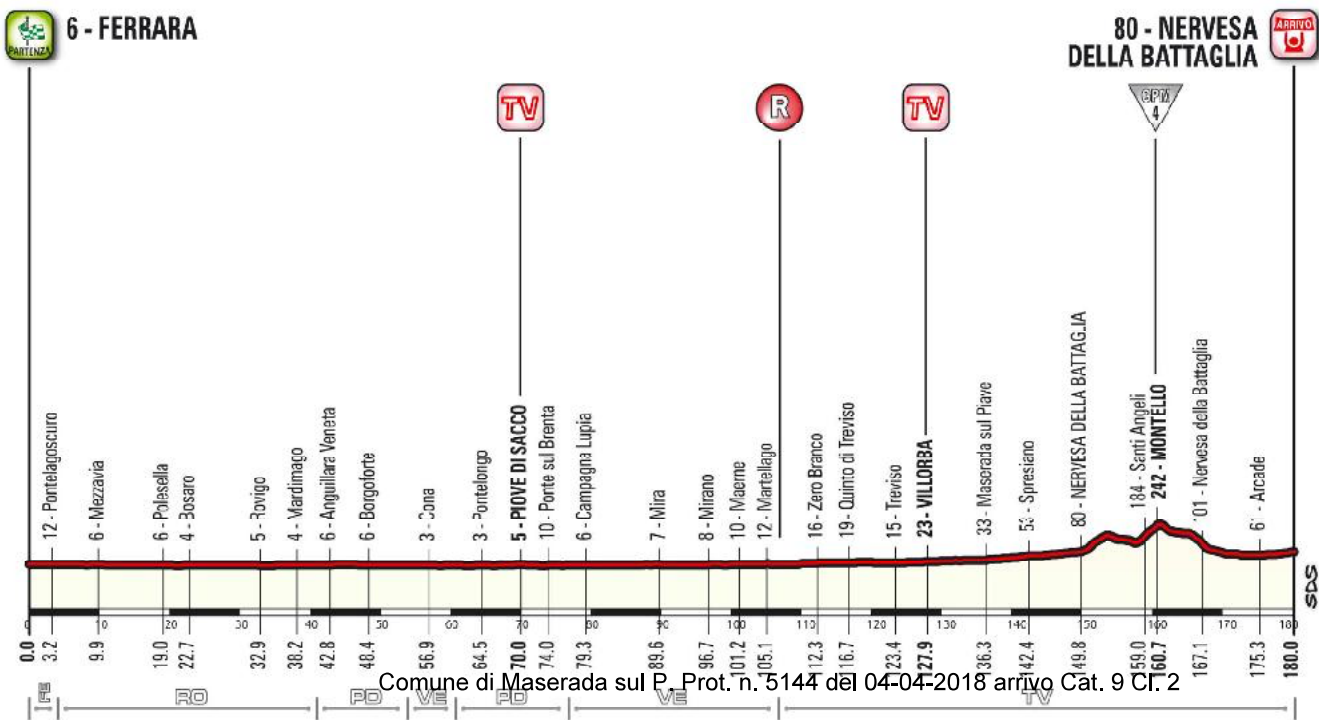 PARTENZA
6 - FERRARA
80 - NERVESA
DELLA BATTAGLIA
ARRIVO
TV
R
TV
GPM
4
12 - Pontelagoscuro
6 - Mezzavia
6 - Polesella
4 - Bosaro
5 - Rovigo
4 - Mardimago
6 - Anguillara Veneta
6 - Borgoforte
3 - Cona
3 - Pontelongo
5 - PIOVE DI SACCO
10 - Ponte sul Brenta
6 - Campagna Lupia
7 - Mira
8 - Mirano
10 - Maerne
12 - Martellago
16 - Zero Branco
19 - Quinto di Treviso
15 - Treviso
23 - VILLORBA
33 - Maserada sul Piave
- Spresiano
80 - NERVESA DELLA BATTAGLIA
184 - Santi Angeli
242 - MONTELLO
101 - Nervesa della Battaglia
- Arcade
SDS
0 10 20 30 40 50 60 70 80 90 100 110 120 130 140 150 160 170 180
0.0 3.2 9.9 19.0 22.7 32.9 38.2 42.8 48.4 56.9 64.5 70.0 74.0 79.3 89.6 96.7 101.2 105.1 112.3 116.7 123.4 127.9 136.3 142.4 149.8 159.0 160.7 167.1 175.3 180.0
Comune di Maserada sul P. Prot. n. 5144 del 04-04-2018 arrivo Cat. 9 Cl. 2
FE RO PD VE PD VE TV